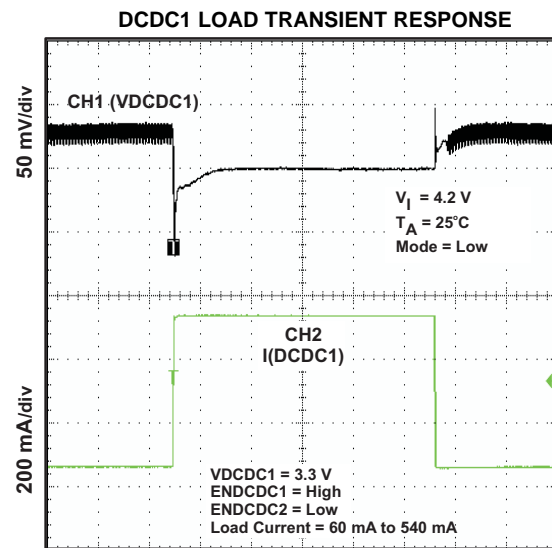 DCDC1 LOAD TRANSIENT RESPONSE
50 mV/div
CH1 (VDCDC1)
V_I = 4.2 V
T_A = 25°C
Mode = Low
T
CH2
I(DCDC1)
T
200 mA/div
VDCDC1 = 3.3 V
ENDCDC1 = High
ENDCDC2 = Low
Load Current = 60 mA to 540 mA